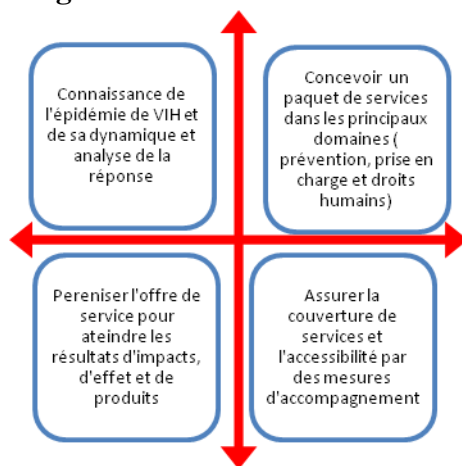 Connaissance de
l'épidémie de VIH et
de sa dynamique et
analyse de la
réponse
Concevoir un
paquet de services
dans les principaux
domaines (
prévention, prise en
charge et droits
humains)
Pereniser l'offre de
service pour
ateindre les
résultats d'impacts,
d'effet et de
produits
Assurer la
couverture de
services et
l'accessibilité par
des mesures
d'accompagnement